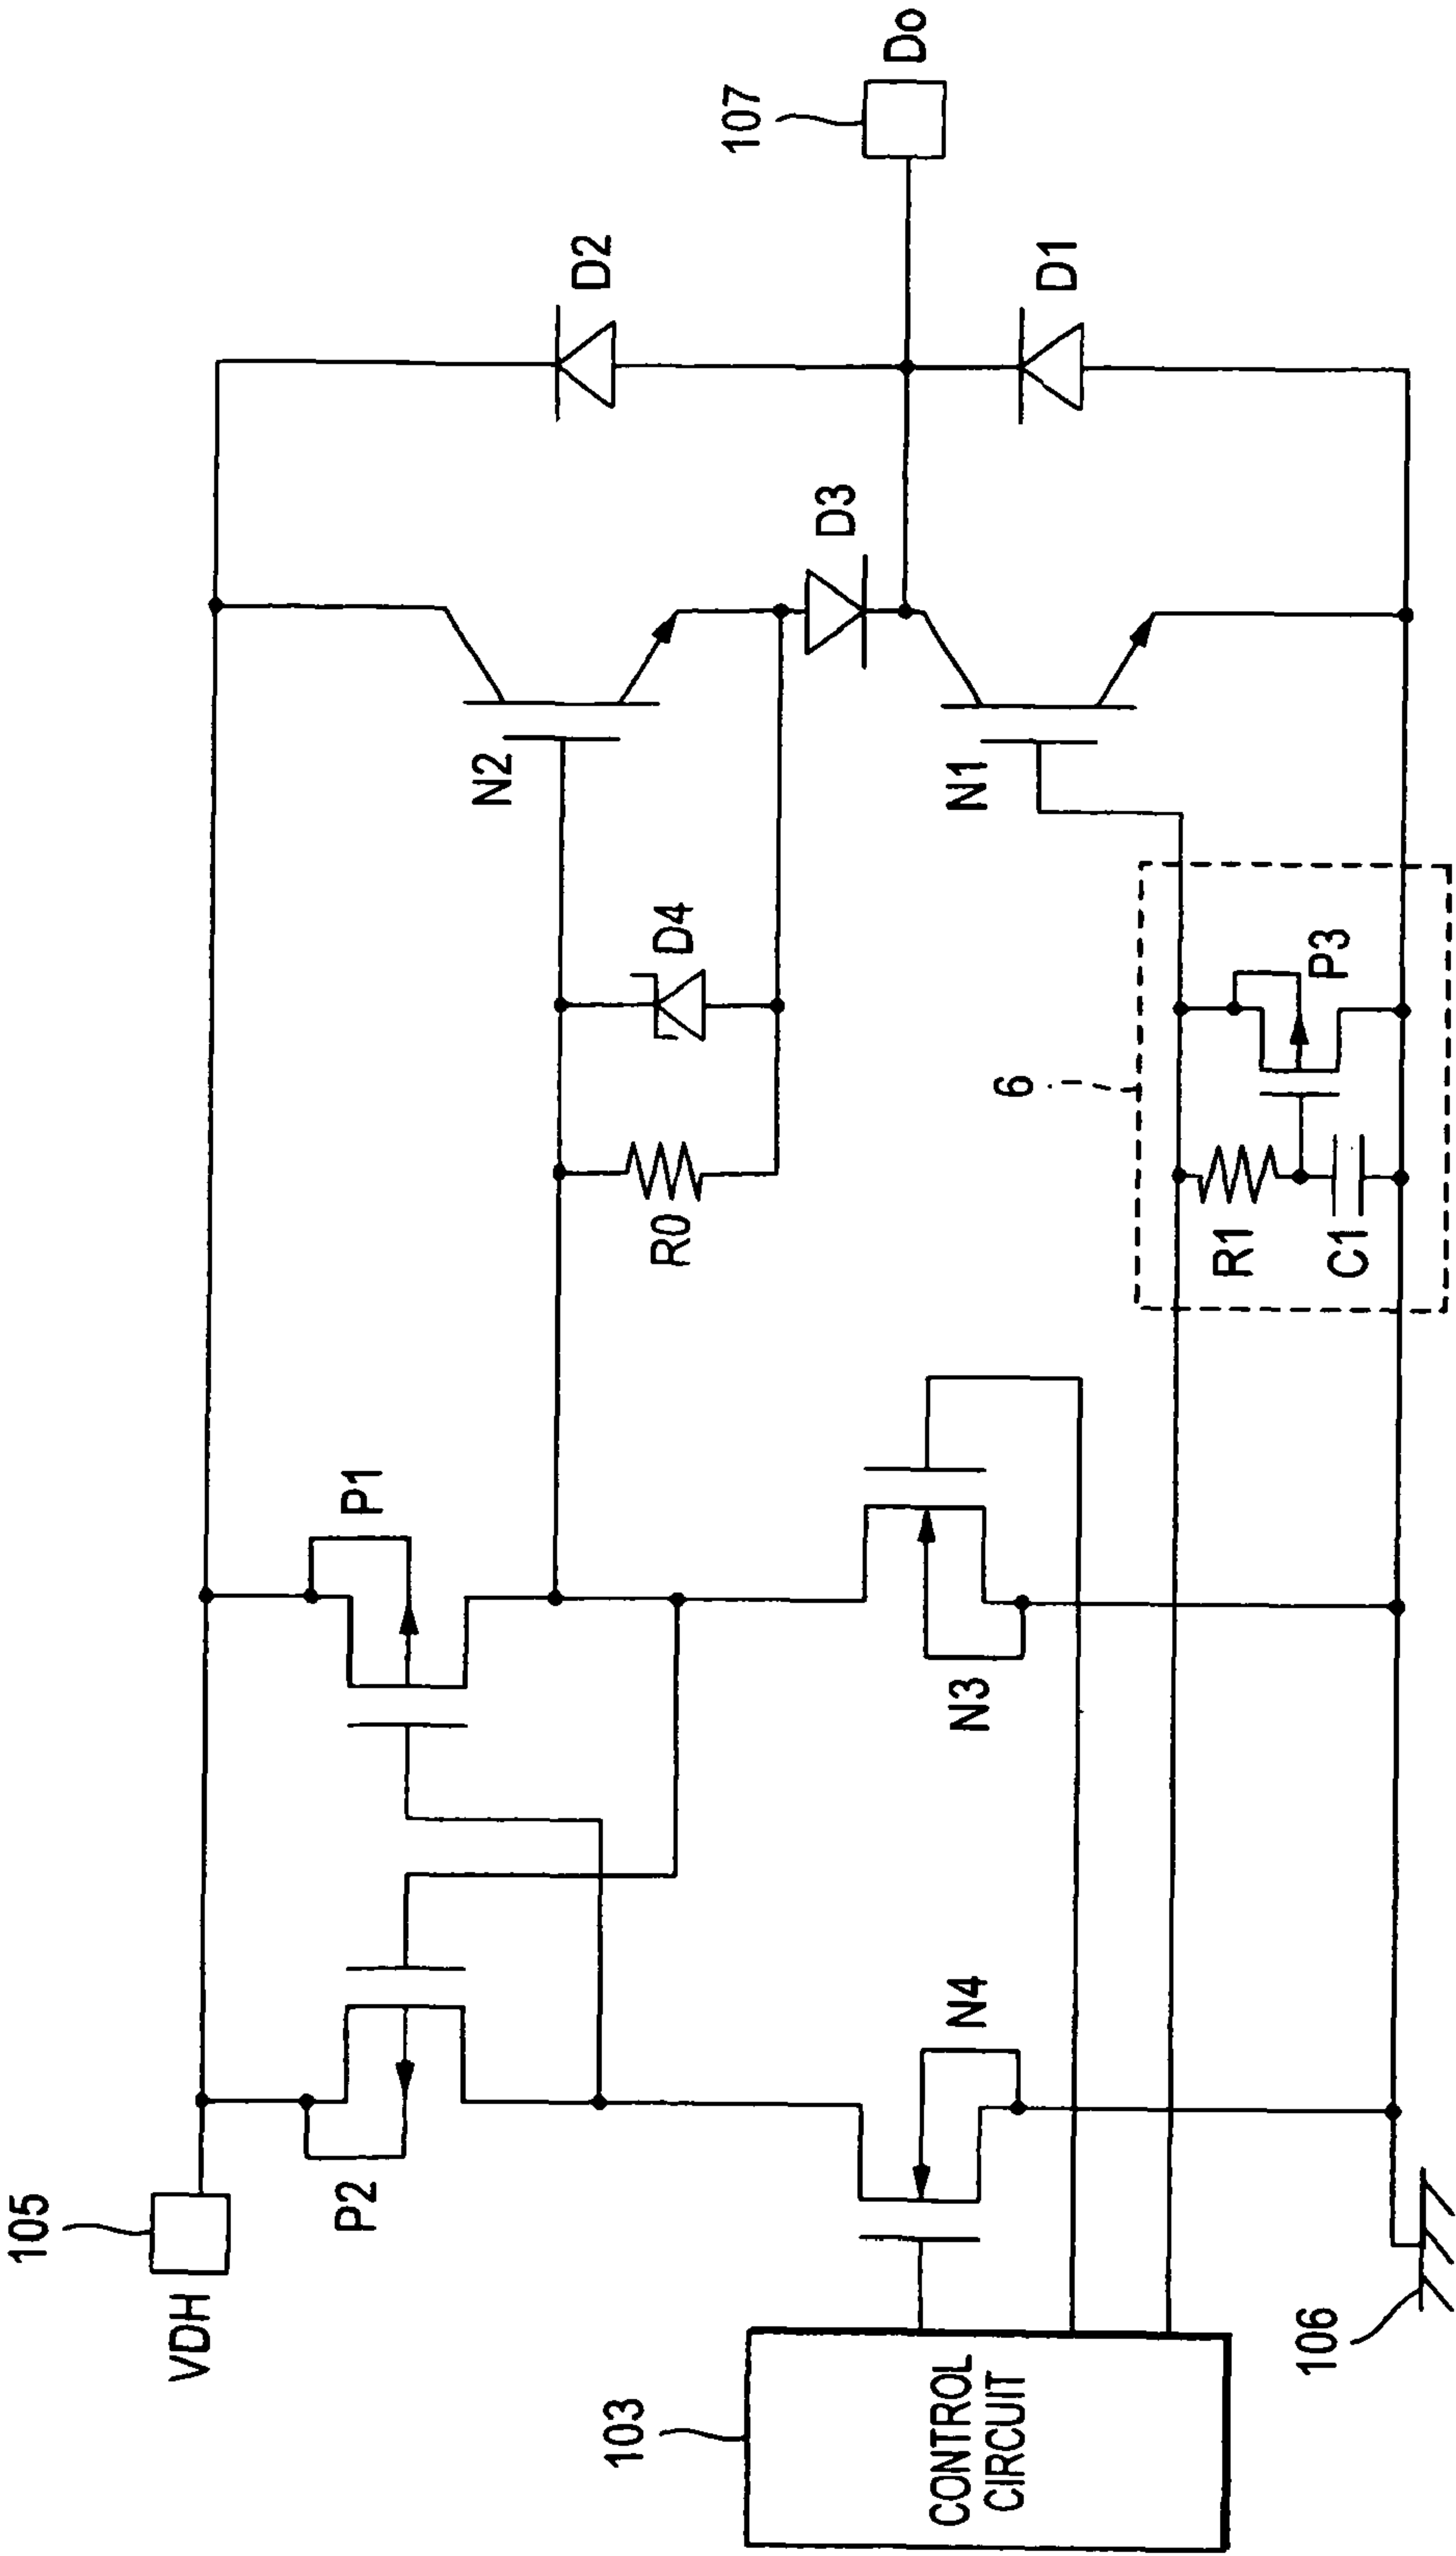 105
VDH
P2
P1
N2
D2
107
Do
D4
R0
D3
D1
103
CONTROL
CIRCUIT
N4
N3
N1
6
R1
C1
P3
106